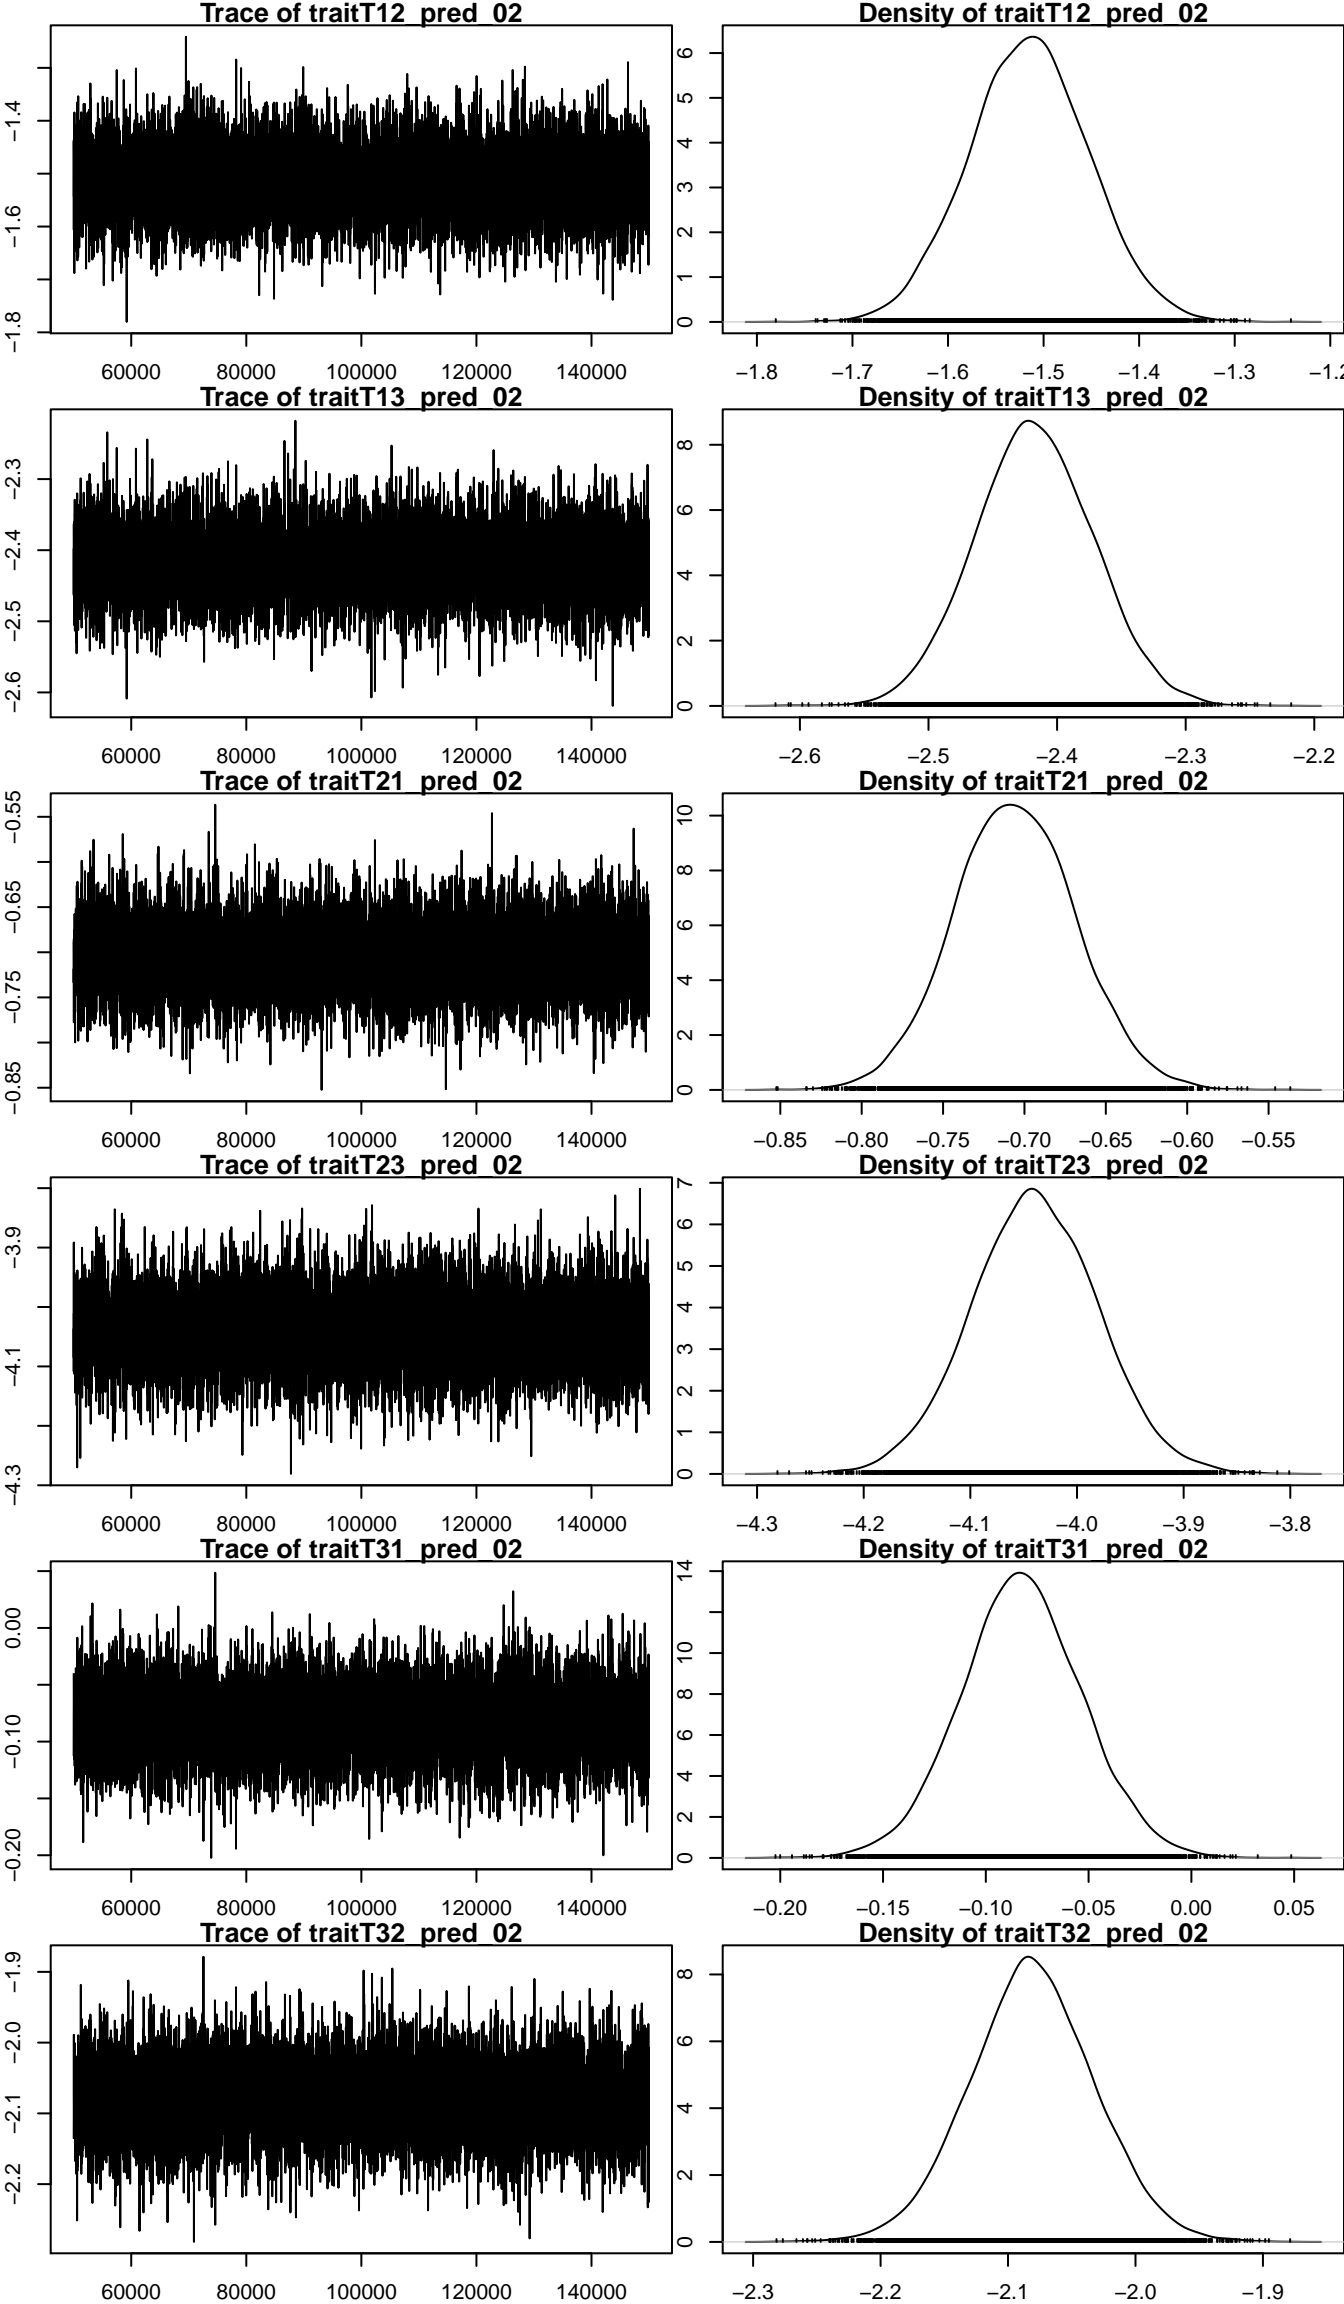 Trace of traitT12_pred_02
−1.8 −1.6 −1.4
60000 80000 100000 120000 140000
Density of traitT12_pred_02
0 1 2 3 4 5 6
−1.8 −1.7 −1.6 −1.5 −1.4 −1.3
Trace of traitT13_pred_02
−2.6 −2.5 −2.4 −2.3
60000 80000 100000 120000 140000
Density of traitT13_pred_02
0 2 4 6 8
−2.6 −2.5 −2.4 −2.3 −2.2
Trace of traitT21_pred_02
−0.85 −0.75 −0.65 −0.55
60000 80000 100000 120000 140000
Density of traitT21_pred_02
0 2 4 6 8 10
−0.85 −0.80 −0.75 −0.70 −0.65 −0.60 −0.55
Trace of traitT23_pred_02
−4.3 −4.1 −3.9
60000 80000 100000 120000 140000
Density of traitT23_pred_02
0 1 2 3 4 5 6 7
−4.3 −4.2 −4.1 −4.0 −3.9 −3.8
Trace of traitT31_pred_02
−0.20 −0.10 0.00
60000 80000 100000 120000 140000
Density of traitT31_pred_02
0 2 4 6 8 10 14
−0.20 −0.15 −0.10 −0.05 0.00 0.05
Trace of traitT32_pred_02
−2.2 −2.1 −2.0 −1.9
60000 80000 100000 120000 140000
Density of traitT32_pred_02
0 2 4 6 8
−2.3 −2.2 −2.1 −2.0 −1.9